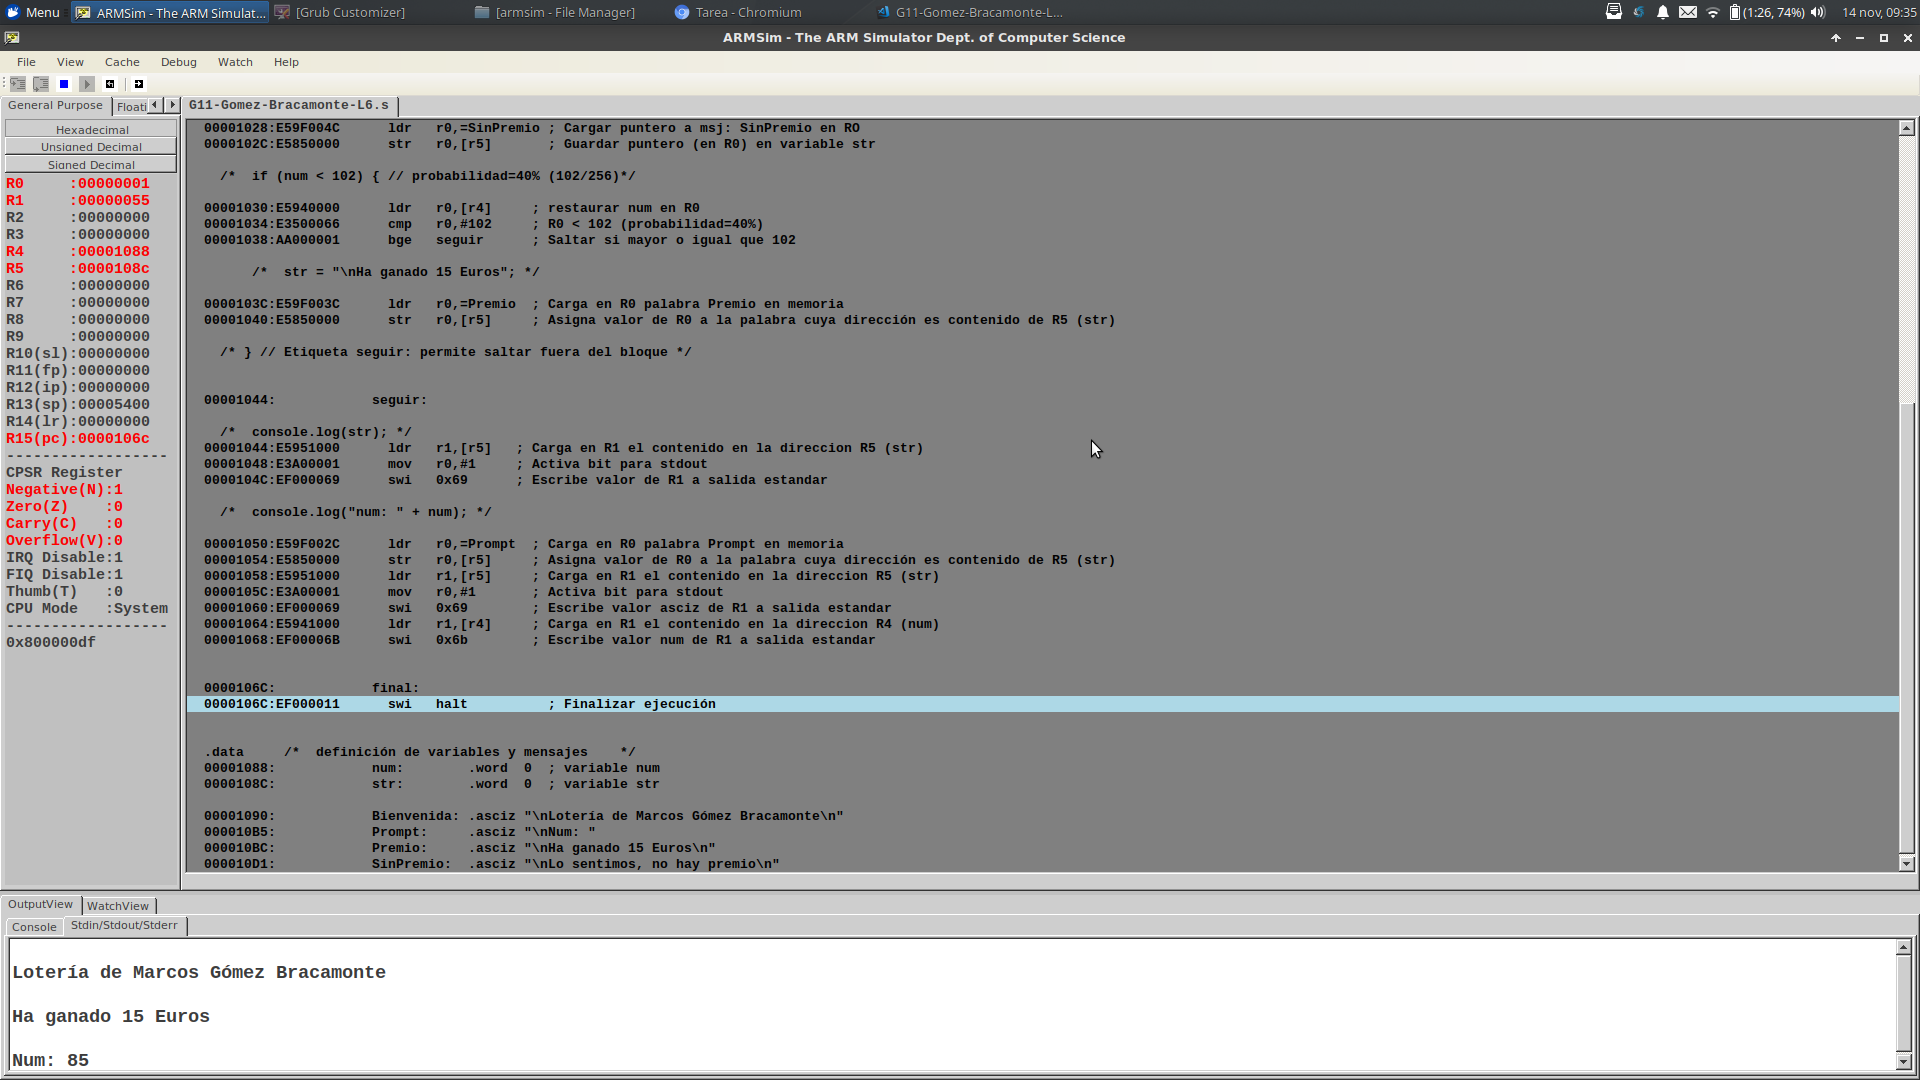 Menu ARMSim - The ARM Simulat... [Grub Customizer] [armsim - File Manager] Tarea - Chromium G11-Gomez-Bracamonte-L... (1:26, 74%) 14 nov, 09:35
ARMSim - The ARM Simulator Dept. of Computer Science
File View Cache Debug Watch Help
General Purpose Floati G11-Gomez-Bracamonte-L6.s
Hexadecimal
Unsigned Decimal
Signed Decimal
R0 :00000001
R1 :00000055
R2 :00000000
R3 :00000000
R4 :00001088
R5 :0000108c
R6 :00000000
R7 :00000000
R8 :00000000
R9 :00000000
R10(sl):00000000
R11(fp):00000000
R12(ip):00000000
R13(sp):00005400
R14(lr):00000000
R15(pc):0000106c
------------------
CPSR Register
Negative(N):1
Zero(Z) :0
Carry(C) :0
Overflow(V):0
IRQ Disable:1
FIQ Disable:1
Thumb(T) :0
CPU Mode :System
------------------
0x800000df
00001028:E59F004C ldr r0,=SinPremio ; Cargar puntero a msj: SinPremio en RO
0000102C:E5850000 str r0,[r5] ; Guardar puntero (en R0) en variable str
/* if (num < 102) { // probabilidad=40% (102/256)*/
00001030:E5940000 ldr r0,[r4] ; restaurar num en R0
00001034:E3500066 cmp r0,#102 ; R0 < 102 (probabilidad=40%)
00001038:AA000001 bge seguir ; Saltar si mayor o igual que 102
/* str = "\nHa ganado 15 Euros"; */
0000103C:E59F003C ldr r0,=Premio ; Carga en R0 palabra Premio en memoria
00001040:E5850000 str r0,[r5] ; Asigna valor de R0 a la palabra cuya dirección es contenido de R5 (str)
/* } // Etiqueta seguir: permite saltar fuera del bloque */
00001044: seguir:
/* console.log(str); */
00001044:E5951000 ldr r1,[r5] ; Carga en R1 el contenido en la direccion R5 (str)
00001048:E3A00001 mov r0,#1 ; Activa bit para stdout
0000104C:EF000069 swi 0x69 ; Escribe valor de R1 a salida estandar
/* console.log("num: " + num); */
00001050:E59F002C ldr r0,=Prompt ; Carga en R0 palabra Prompt en memoria
00001054:E5850000 str r0,[r5] ; Asigna valor de R0 a la palabra cuya dirección es contenido de R5 (str)
00001058:E5951000 ldr r1,[r5] ; Carga en R1 el contenido en la direccion R5 (str)
0000105C:E3A00001 mov r0,#1 ; Activa bit para stdout
00001060:EF000069 swi 0x69 ; Escribe valor asciz de R1 a salida estandar
00001064:E5941000 ldr r1,[r4] ; Carga en R1 el contenido en la direccion R4 (num)
00001068:EF00006B swi 0x6b ; Escribe valor num de R1 a salida estandar
0000106C: final:
0000106C:EF000011 swi halt ; Finalizar ejecución
.data /* definición de variables y mensajes */
00001088: num: .word 0 ; variable num
0000108C: str: .word 0 ; variable str
00001090: Bienvenida: .asciz "\nLotería de Marcos Gómez Bracamonte\n"
000010B5: Prompt: .asciz "\nNum: "
000010BC: Premio: .asciz "\nHa ganado 15 Euros\n"
000010D1: SinPremio: .asciz "\nLo sentimos, no hay premio\n"
OutputView WatchView
Console Stdin/Stdout/Stderr
Lotería de Marcos Gómez Bracamonte
Ha ganado 15 Euros
Num: 85